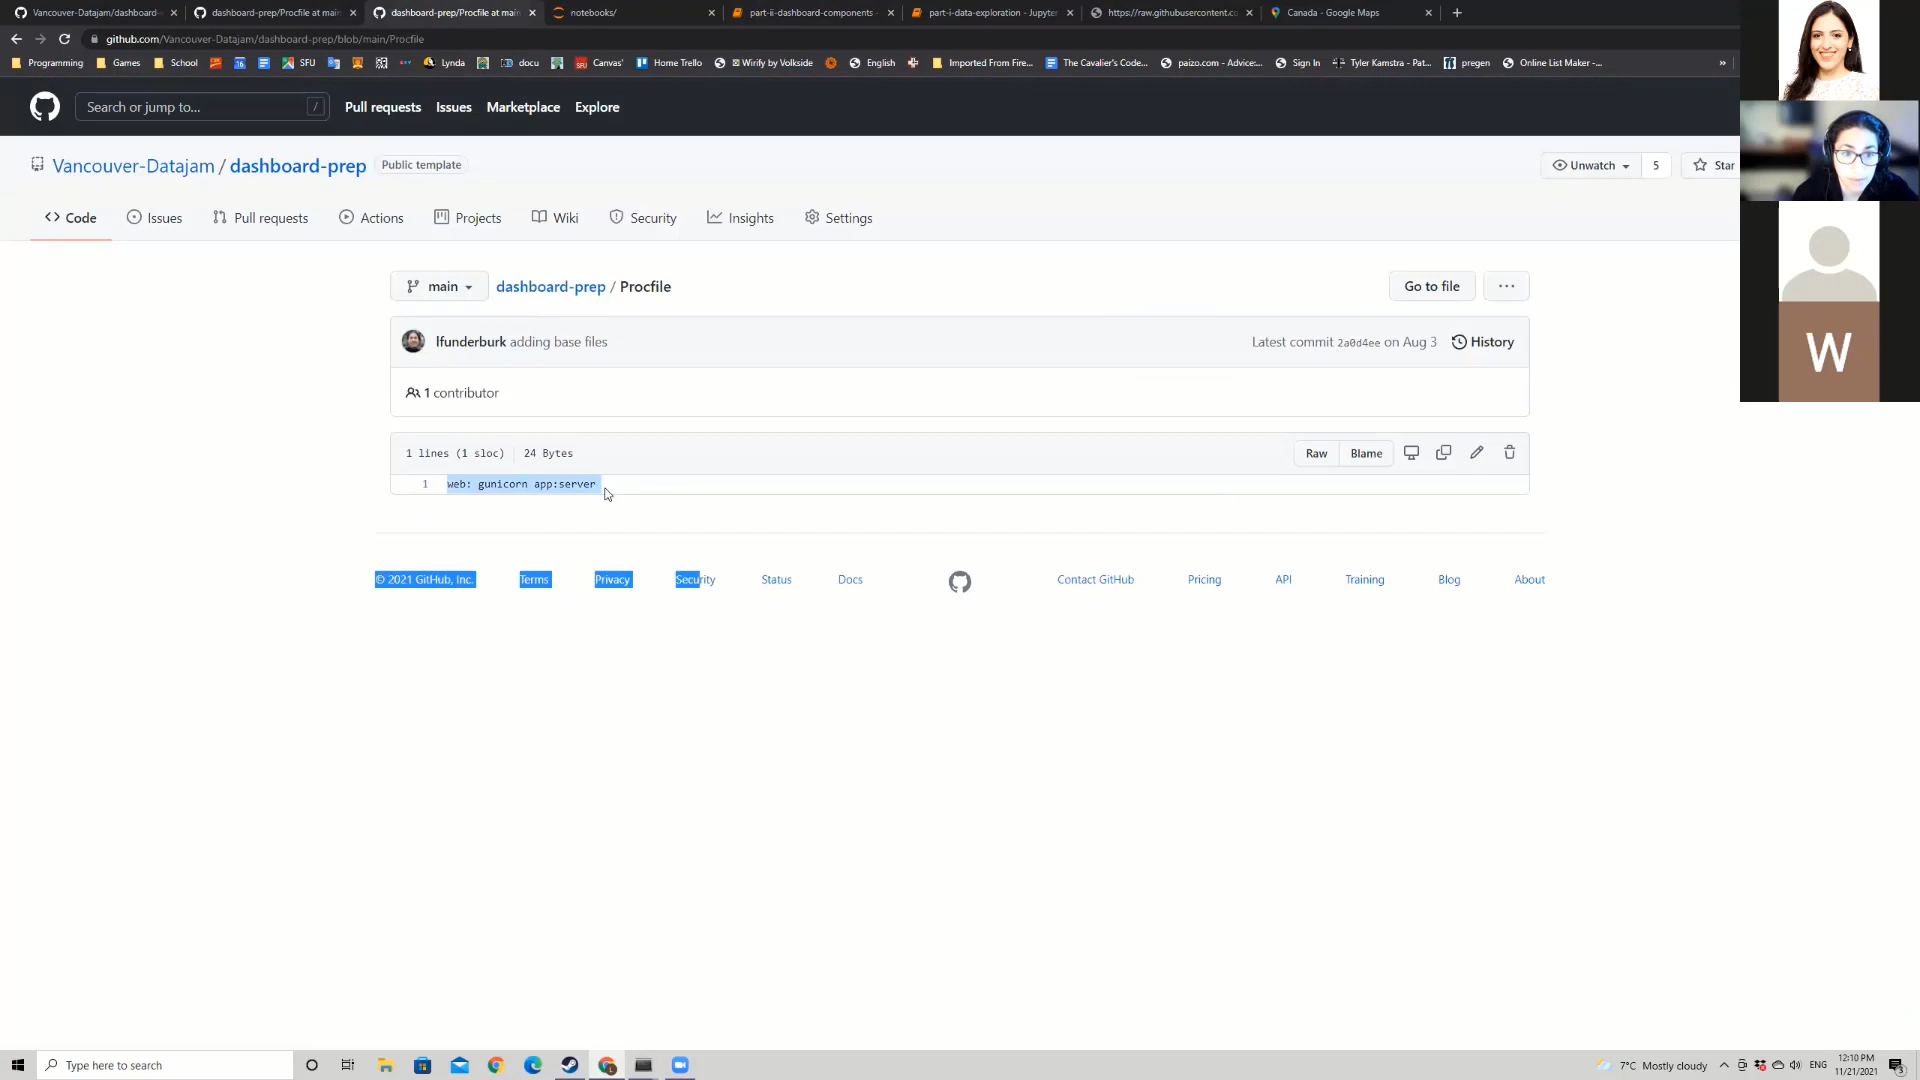 Vancouver-Datajam/dashboard-
dashboard-prep/Procfile at mai
dashboard-prep/Procfile at mai
notebooks/
part-ii-dashboard-components -
part-i-data-exploration - Jupyter
https://raw.githubusercontent.co
Canada - Google Maps
github.com/Vancouver-Datajam/dashboard-prep/blob/main/Procfile
Programming
Games
School
SFU
Lynda
docu
Canvas'
Home Trello
Wirify by Volkside
English
Imported From Fire...
The Cavalier's Code...
paizo.com - Advice:...
Sign In
Tyler Kamstra - Pat...
pregen
Online List Maker -...
»
Search or jump to...
/
Pull requests
Issues
Marketplace
Explore
Vancouver-Datajam / dashboard-prep
Public template
Unwatch
5
Star
Code
Issues
Pull requests
Actions
Projects
Wiki
Security
Insights
Settings
main
dashboard-prep / Procfile
Go to file
lfunderburk adding base files
Latest commit 2a0d4ee on Aug 3
History
1 contributor
W
1 lines (1 sloc)
24 Bytes
Raw
Blame
1 web: gunicorn app:server
© 2021 GitHub, Inc.
Terms
Privacy
Security
Status
Docs
Contact GitHub
Pricing
API
Training
Blog
About
Type here to search
7°C Mostly cloudy
ENG
12:10 PM
11/21/2021
3